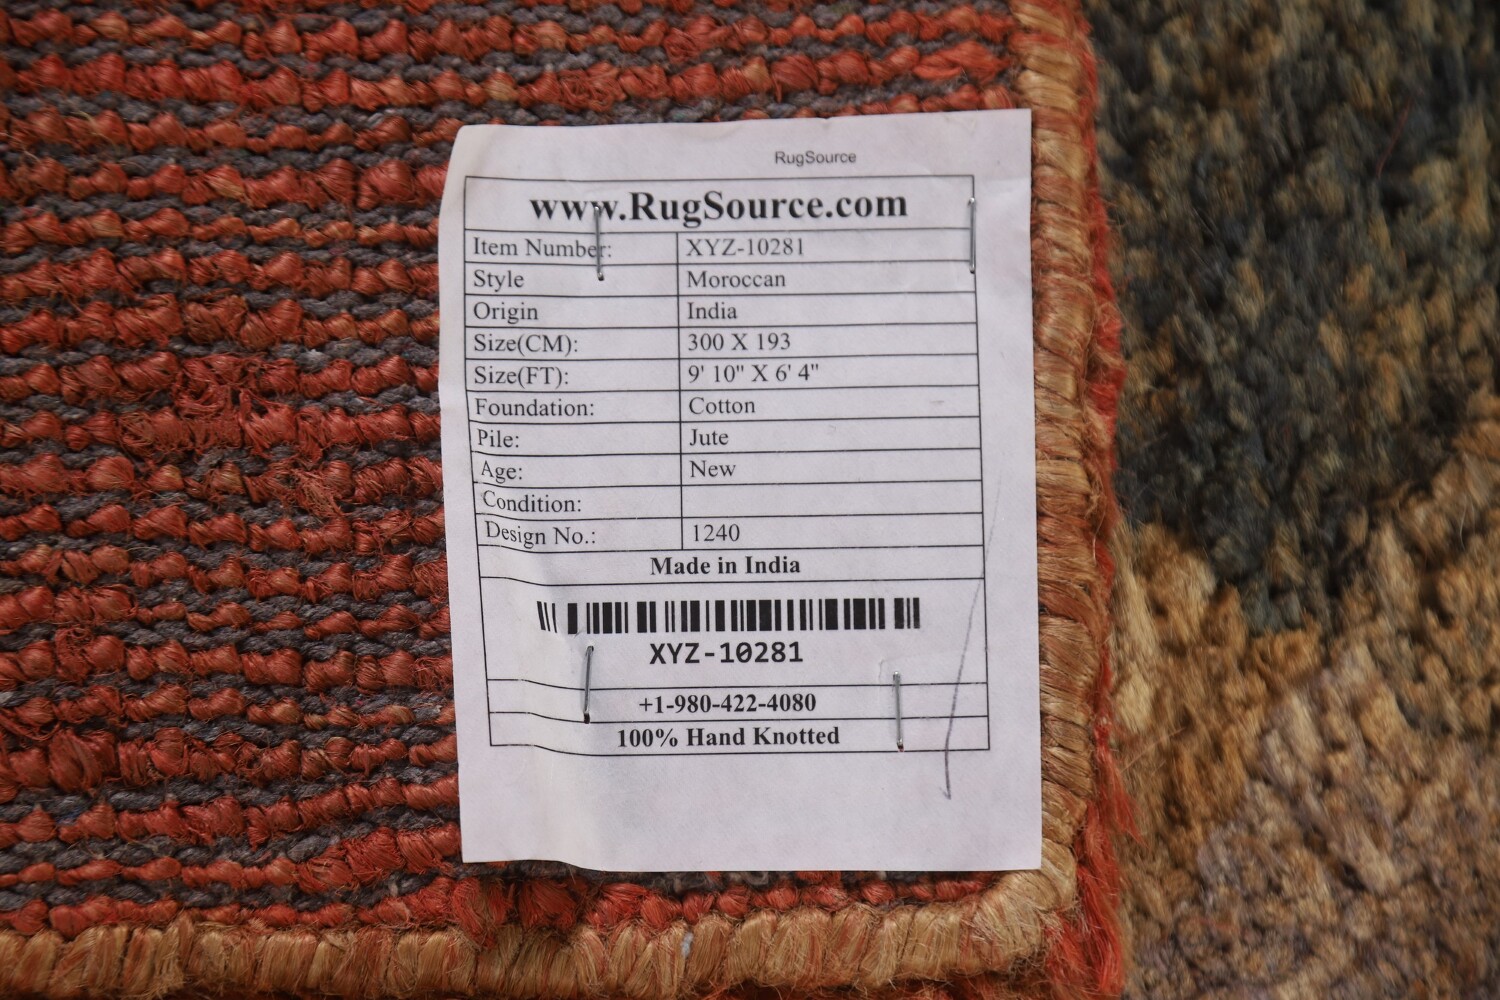 RugSource
www.RugSource.com
Item Number: XYZ-10281
Style Moroccan
Origin India
Size(CM): 300 X 193
Size(FT): 9' 10" X 6' 4"
Foundation: Cotton
Pile: Jute
Age: New
Condition:
Design No.: 1240
Made in India
XYZ-10281
+1-980-422-4080
100% Hand Knotted